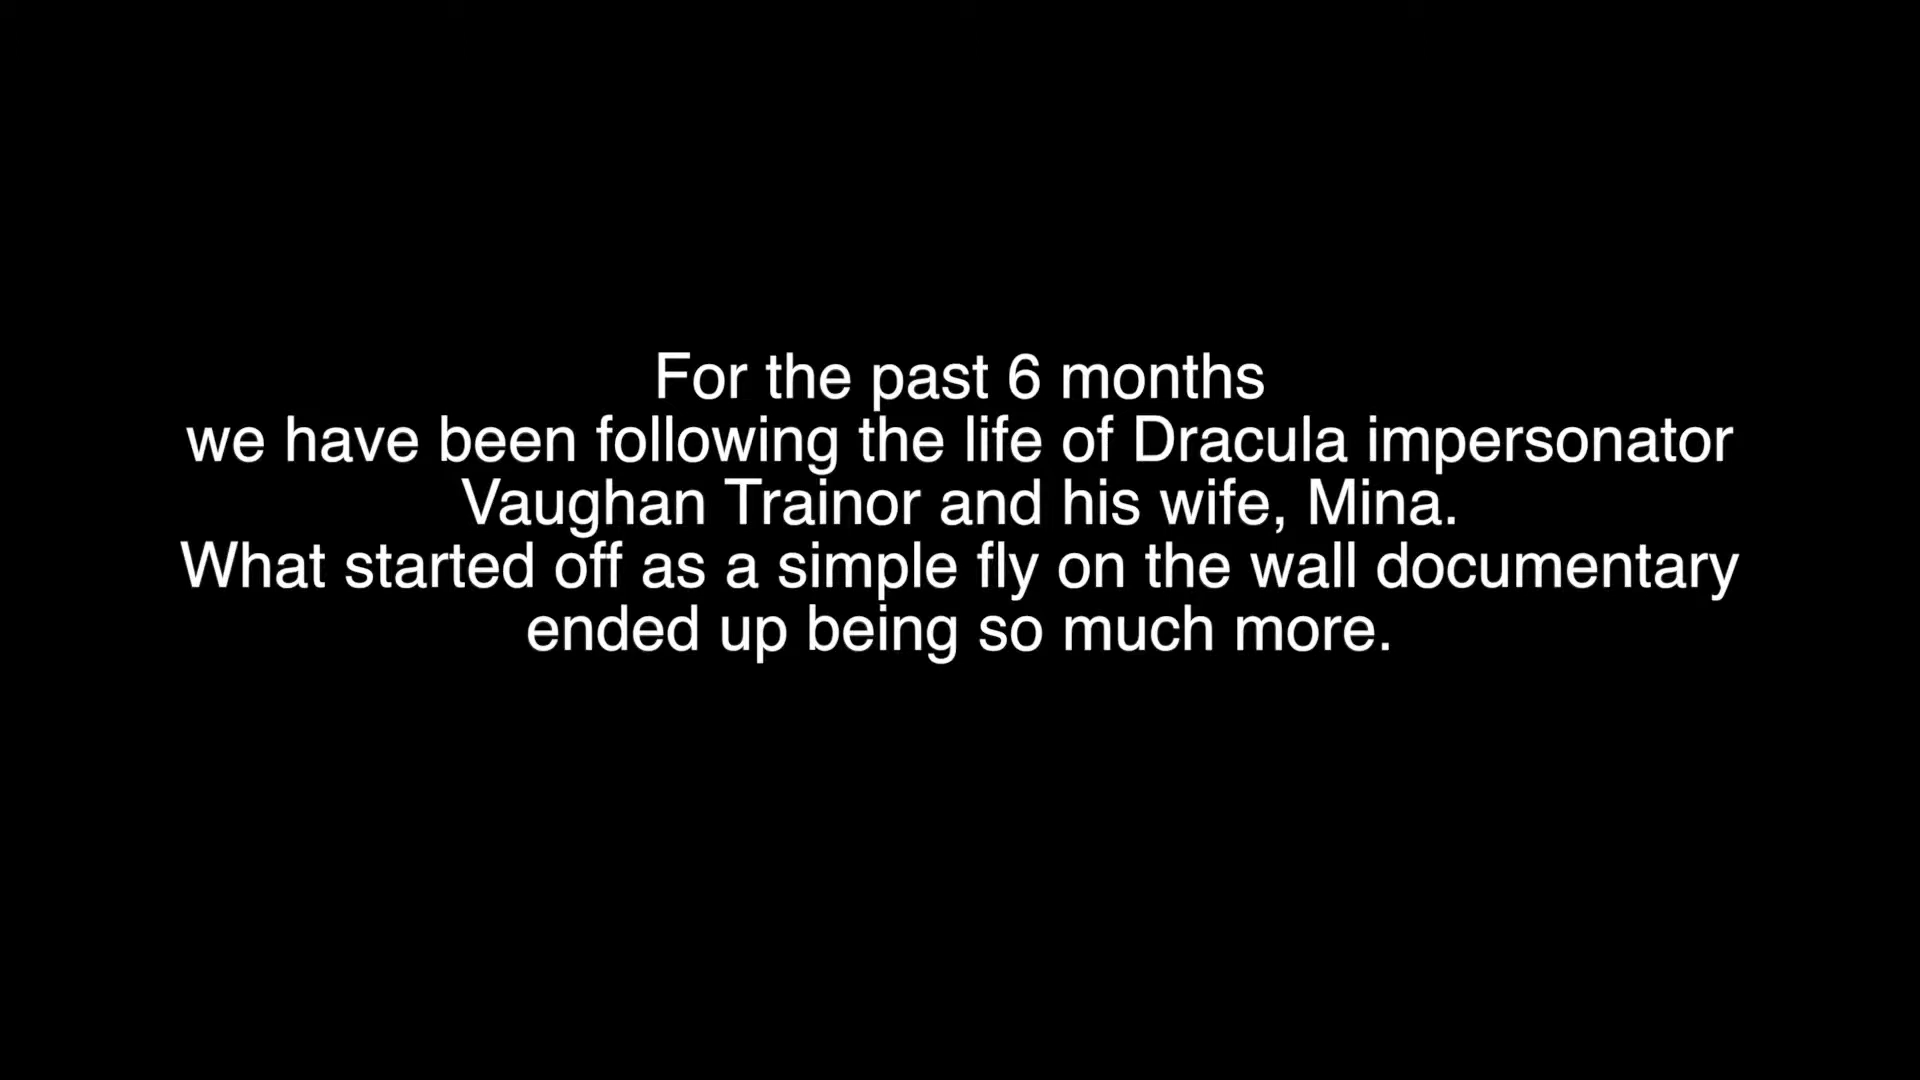 For the past 6 months
we have been following the life of Dracula impersonator
Vaughan Trainor and his wife, Mina.
What started off as a simple fly on the wall documentary
ended up being so much more.